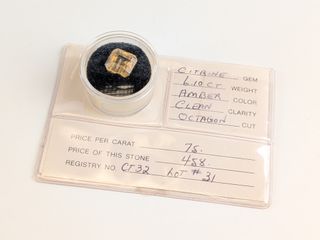 CITRINE GEM
6.10 CT WEIGHT
AMBER COLOR
CLEAN CLARITY
OCTAGON CUT
PRICE PER CARAT 75.
PRICE OF THIS STONE 458.
REGISTRY NO. CT32 LOT #31